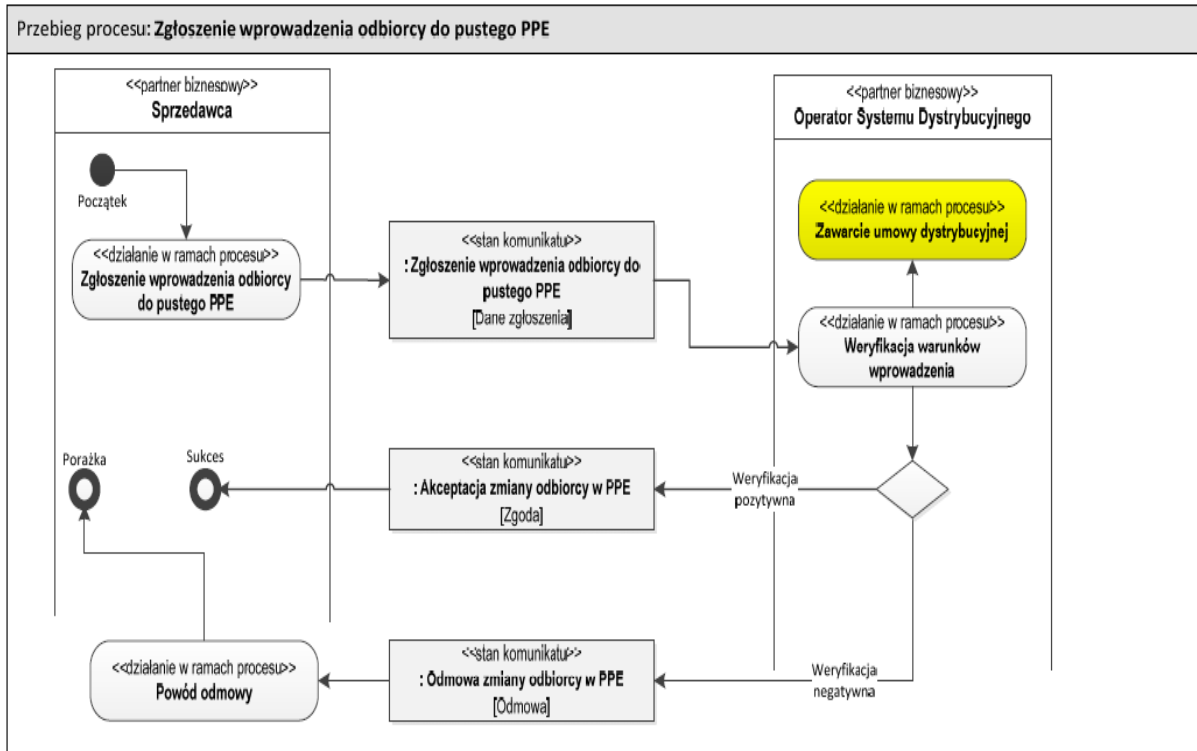 Przebieg procesu: Zgłoszenie wprowadzenia odbiorcy do pustego PPE
<<partner biznesowy>>
Sprzedawca
Początek
<<działanie w ramach procesu>>
Zgłoszenie wprowadzenia odbiorcy
do pustego PPE
<<stan komunikatu>>
: Zgłoszenie wprowadzenia odbiorcy do
pustego PPE
[Dane zgłoszenia]
<<partner biznesowy>>
Operator Systemu Dystrybucyjnego
<<działanie w ramach procesu>>
Zawarcie umowy dystrybucyjnej
<<działanie w ramach procesu>>
Weryfikacja warunków
wprowadzenia
Porażka
Sukces
<<stan komunikatu>>
: Akceptacja zmiany odbiorcy w PPE
[Zgoda]
Weryfikacja
pozytywna
<<działanie w ramach procesu>>
Powód odmowy
<<stan komunikatu>>
: Odmowa zmiany odbiorcy w PPE
[Odmowa]
Weryfikacja
negatywna